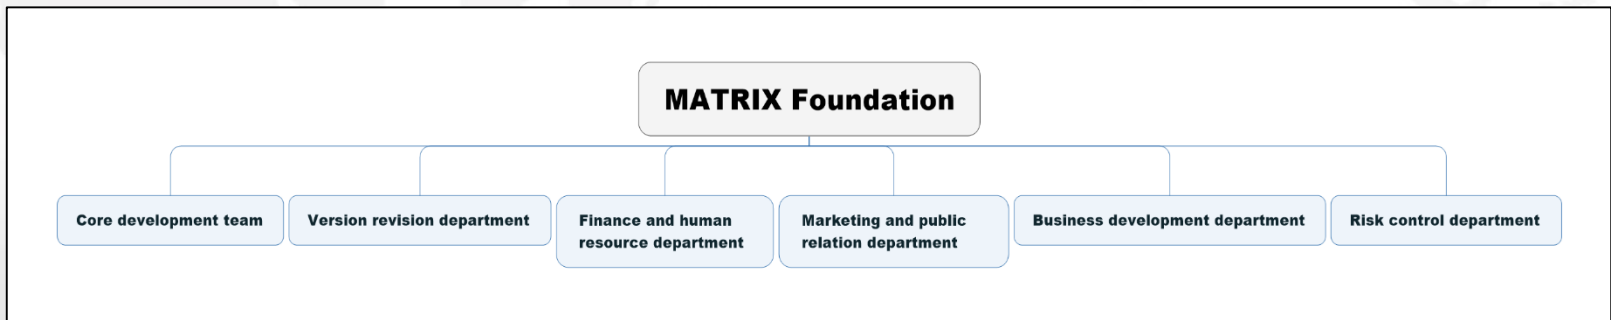 MATRIX Foundation
Core development team
Version revision department
Finance and human
resource department
Marketing and public
relation department
Business development department
Risk control department